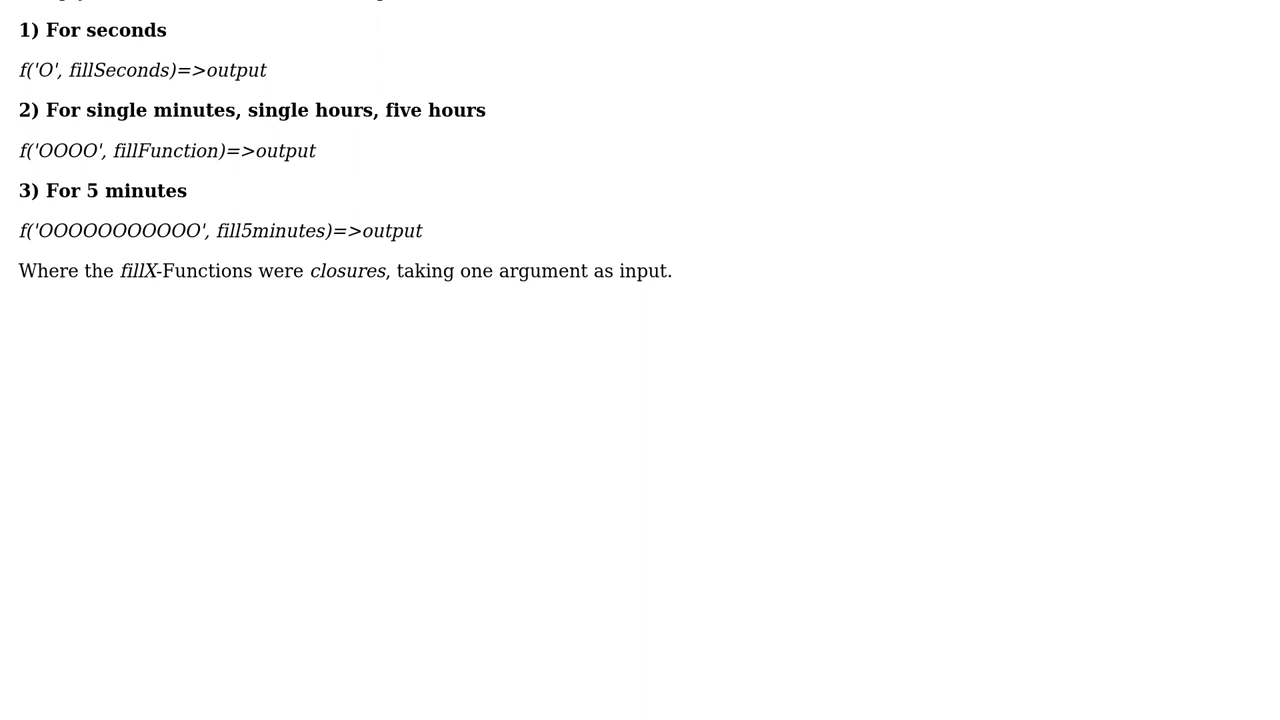 1) For seconds
f('O', fillSeconds)=>output
2) For single minutes, single hours, five hours
f('OOOO', fillFunction)=>output
3) For 5 minutes
f('OOOOOOOOOOO', fill5minutes)=>output
Where the fillX-Functions were closures, taking one argument as input.